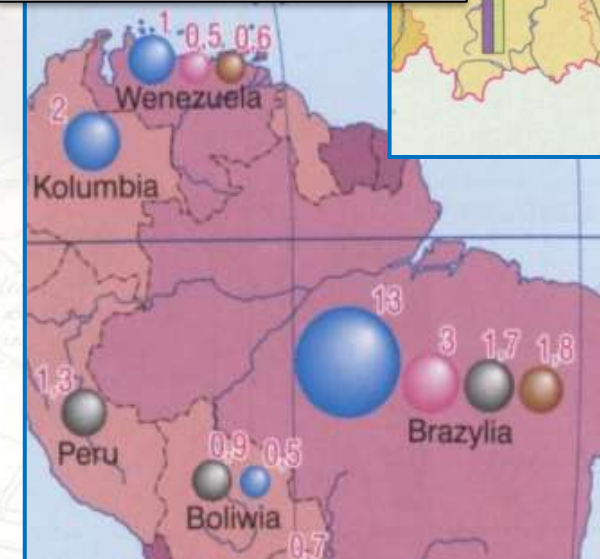 1 0,5 0,6
Wenezuela
2
Kolumbia
13
3 1,7 1,8
Brazylia
1,3
Peru
0,9 0,5
Boliwia
0,7